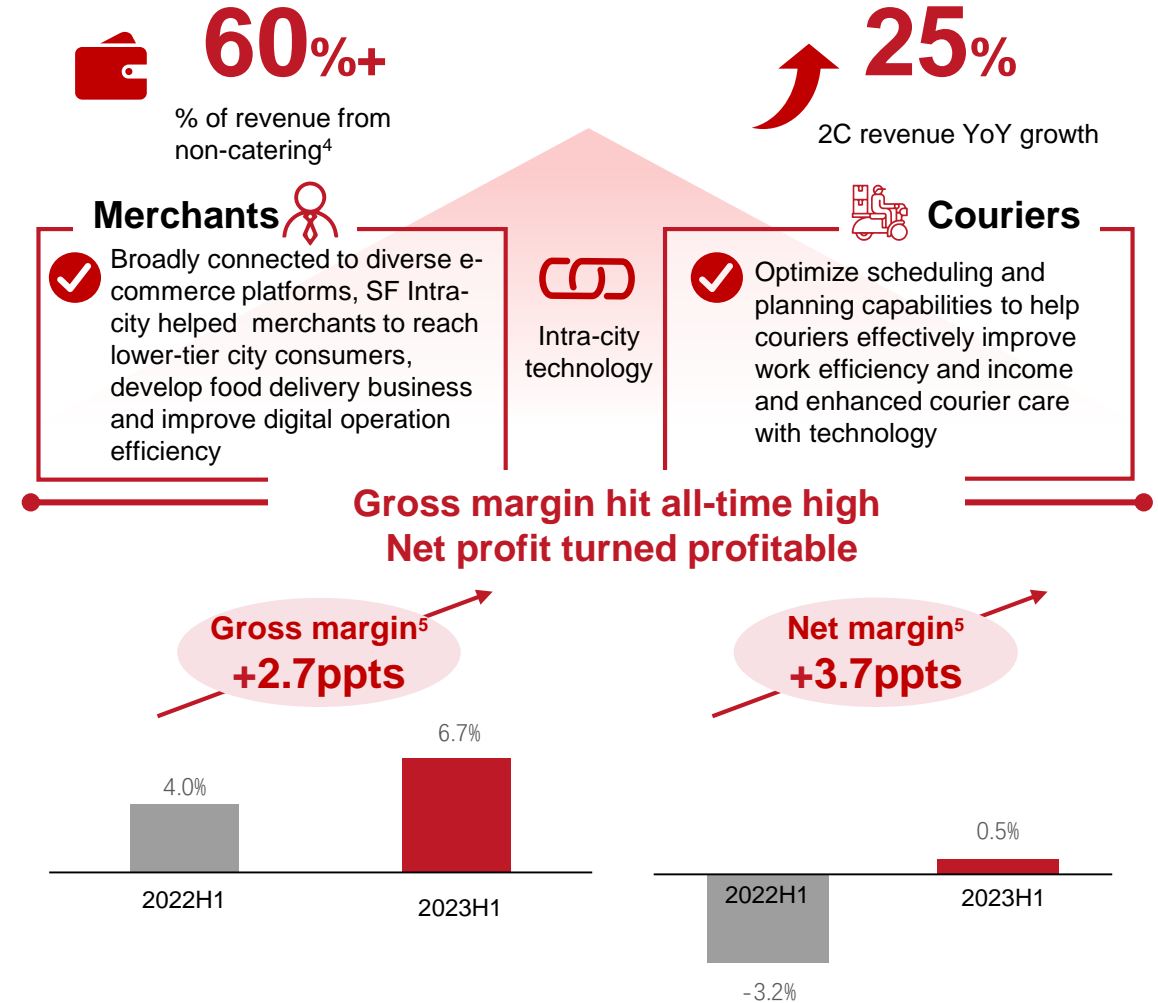 60%+
% of revenue from
non-catering4
25%
2C revenue YoY growth
Merchants
Broadly connected to diverse e-
commerce platforms, SF Intra-
city helped  merchants to reach
lower-tier city consumers,
develop food delivery business
and improve digital operation
efficiency
Intra-city
technology
Couriers
Optimize scheduling and
planning capabilities to help
couriers effectively improve
work efficiency and income
and enhanced courier care
with technology
Gross margin hit all-time high
Net profit turned profitable
Gross margin5
+2.7ppts
4.0%
6.7%
2022H1
2023H1
Net margin5
+3.7ppts
0.5%
2022H1
2023H1
-3.2%